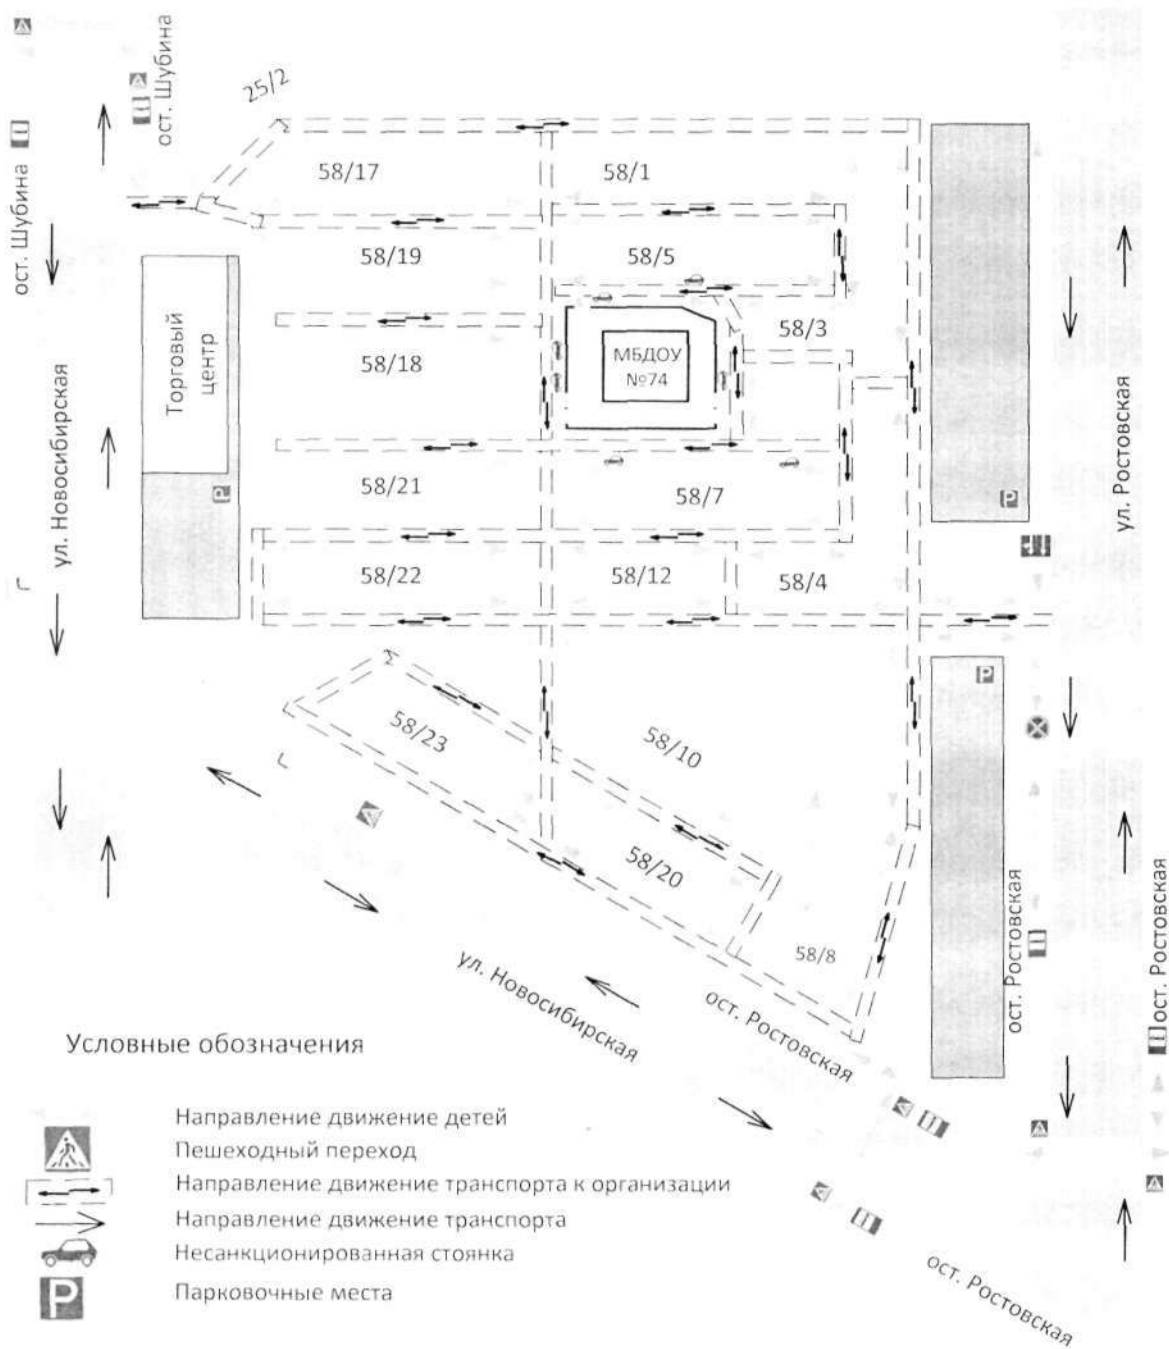 ост. Шубина
ост. Шубина
25/2
58/17
58/1
58/19
58/5
58/3
Торговый
центр
58/18
МБДОУ
№74
ул. Новосибирская
ул. Ростовская
58/21
58/7
P
P
58/22
58/12
58/4
P
58/23
58/10
58/20
58/8
ул. Новосибирская
ост. Ростовская
ост. Ростовская
ост. Ростовская
ост. Ростовская
Условные обозначения
Направление движение детей
Пешеходный переход
Направление движение транспорта к организации
Направление движение транспорта
Несанкционированная стоянка
P
Парковочные места